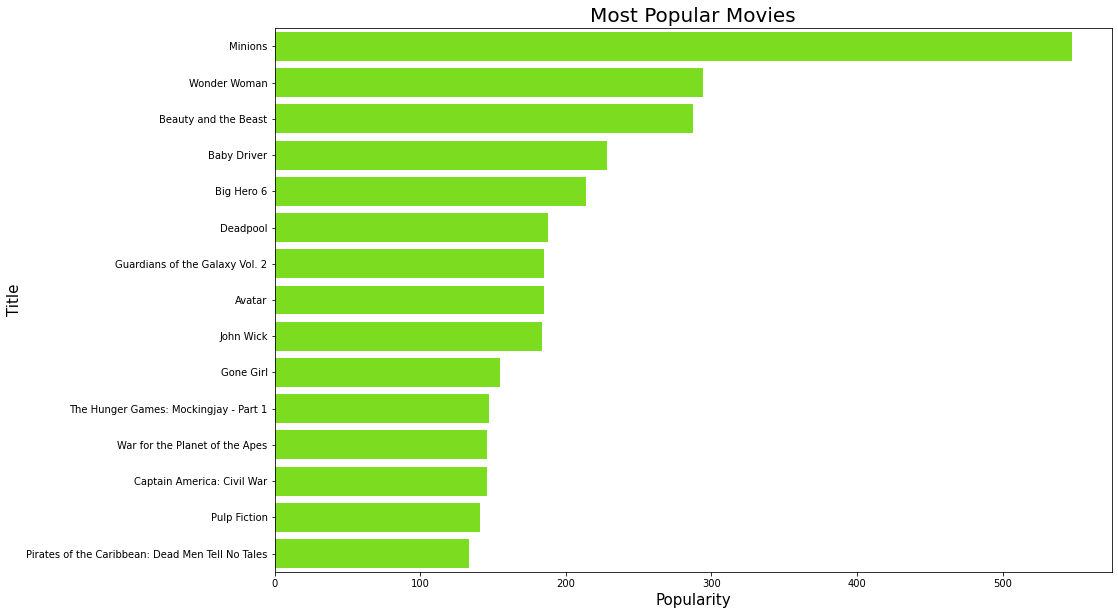 Most Popular Movies
Title
Minions
Wonder Woman
Beauty and the Beast
Baby Driver
Big Hero 6
Deadpool
Guardians of the Galaxy Vol. 2
Avatar
John Wick
Gone Girl
The Hunger Games: Mockingjay - Part 1
War for the Planet of the Apes
Captain America: Civil War
Pulp Fiction
Pirates of the Caribbean: Dead Men Tell No Tales
0 100 200 300 400 500
Popularity